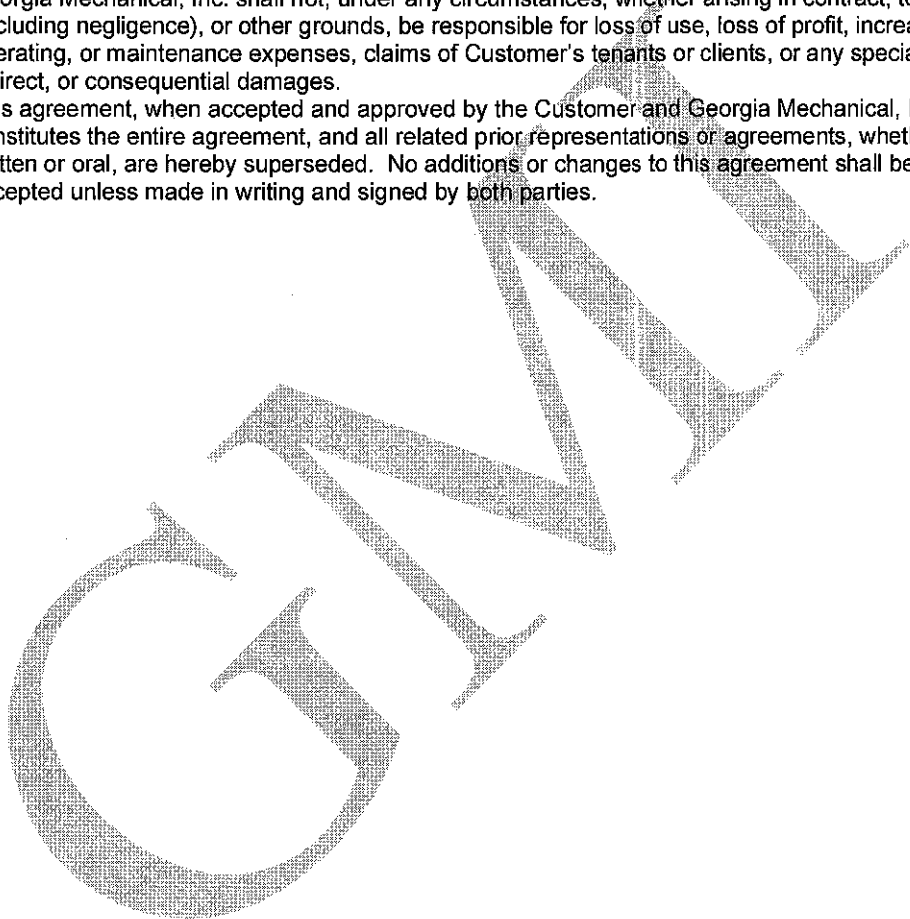 orgia Mechanical, Inc. shall not, under any circumstances, whether arising in contract, to
cluding negligence), or other grounds, be responsible for loss of use, loss of profit, increa
erating, or maintenance expenses, claims of Customer's tenants or clients, or any specia
direct, or consequential damages.
s agreement, when accepted and approved by the Customer and Georgia Mechanical, I
nstitutes the entire agreement, and all related prior representations or agreements, wheth
tten or oral, are hereby superseded. No additions or changes to this agreement shall be
cepted unless made in writing and signed by both parties.
GMI